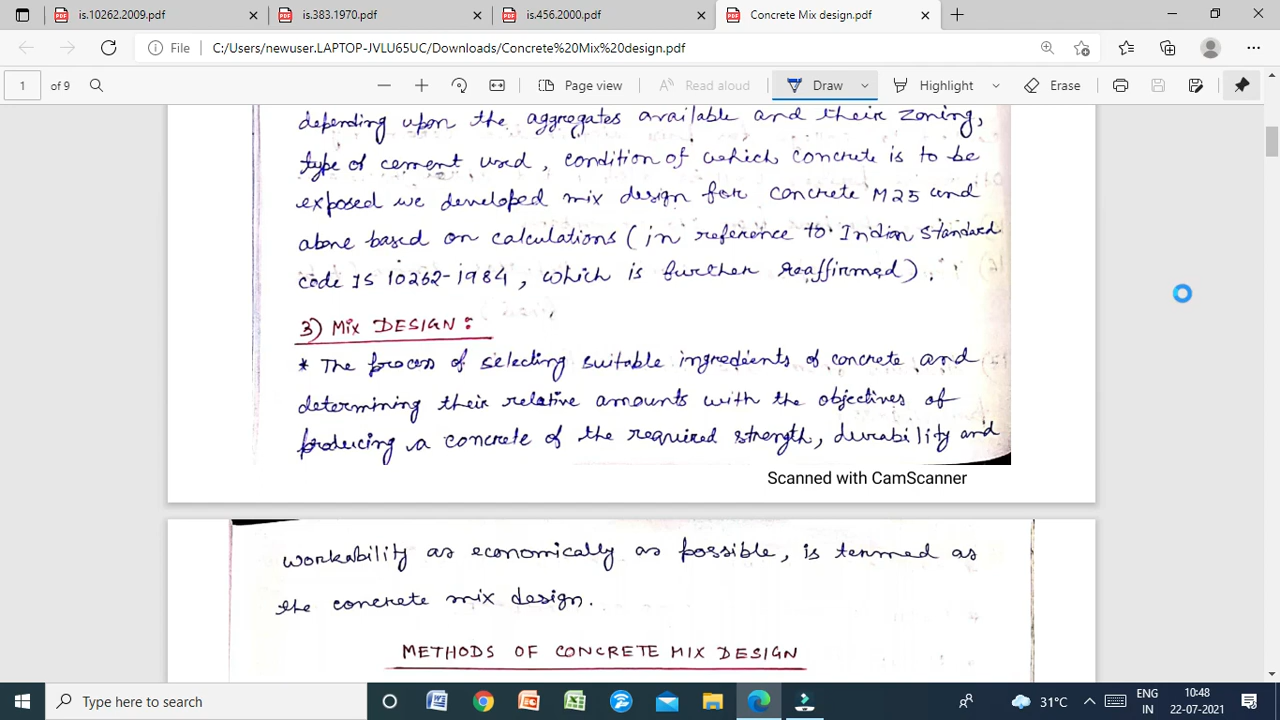 is.10262.2009.pdf
is.383.1970.pdf
is.456.2000.pdf
Concrete Mix design.pdf
File
C:/Users/newuser.LAPTOP-JVLU65UC/Downloads/Concrete%20Mix%20design.pdf
1 of 9
Page view
Read aloud
Draw
Highlight
Erase
depending upon the aggregates available and their zoning,
type of cement used, condition of which concrete is to be
exposed we developed mix design for concrete M25 and
above based on calculations (in reference to Indian Standard
code IS 10262-1984, which is further reaffirmed).
3) MIX DESIGN:
* The process of selecting suitable ingredients of concrete and
determining their relative amounts with the objectives of
producing a concrete of the required strength, durability and
Scanned with CamScanner
workability as economically as possible, is termed as
the concrete mix design.
METHODS OF CONCRETE MIX DESIGN
Type here to search
31°C
ENG
IN
10:48
22-07-2021